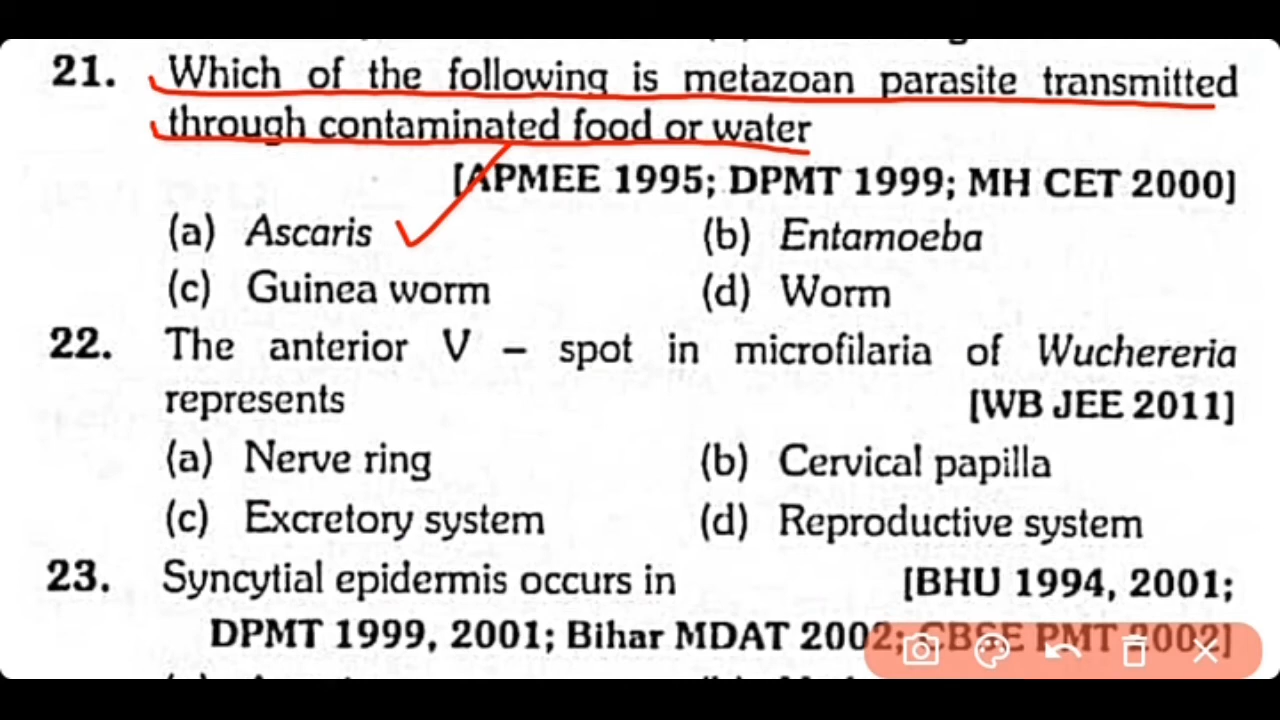 21. Which of the following is metazoan parasite transmitted
through contaminated food or water
[APMEE 1995; DPMT 1999; MH CET 2000]
(a) Ascaris (b) Entamoeba
(c) Guinea worm (d) Worm
22. The anterior V – spot in microfilaria of Wuchereria
represents [WB JEE 2011]
(a) Nerve ring (b) Cervical papilla
(c) Excretory system (d) Reproductive system
23. Syncytial epidermis occurs in [BHU 1994, 2001;
DPMT 1999, 2001; Bihar MDAT 2002; CBSE PMT 2002]